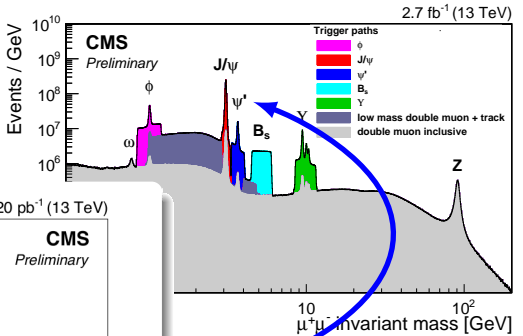 2.7 fb⁻¹ (13 TeV)
Events / GeV
10¹⁰
10⁹
10⁸
10⁷
10⁶
CMS
Preliminary
ω
ϕ
J/ψ
ψ'
Bₛ
ϒ
Z
Trigger paths
ϕ
J/ψ
ψ'
Bₛ
ϒ
low mass double muon + track
double muon inclusive
20 pb⁻¹ (13 TeV)
CMS
Preliminary
10
10²
μ⁺μ⁻ invariant mass [GeV]